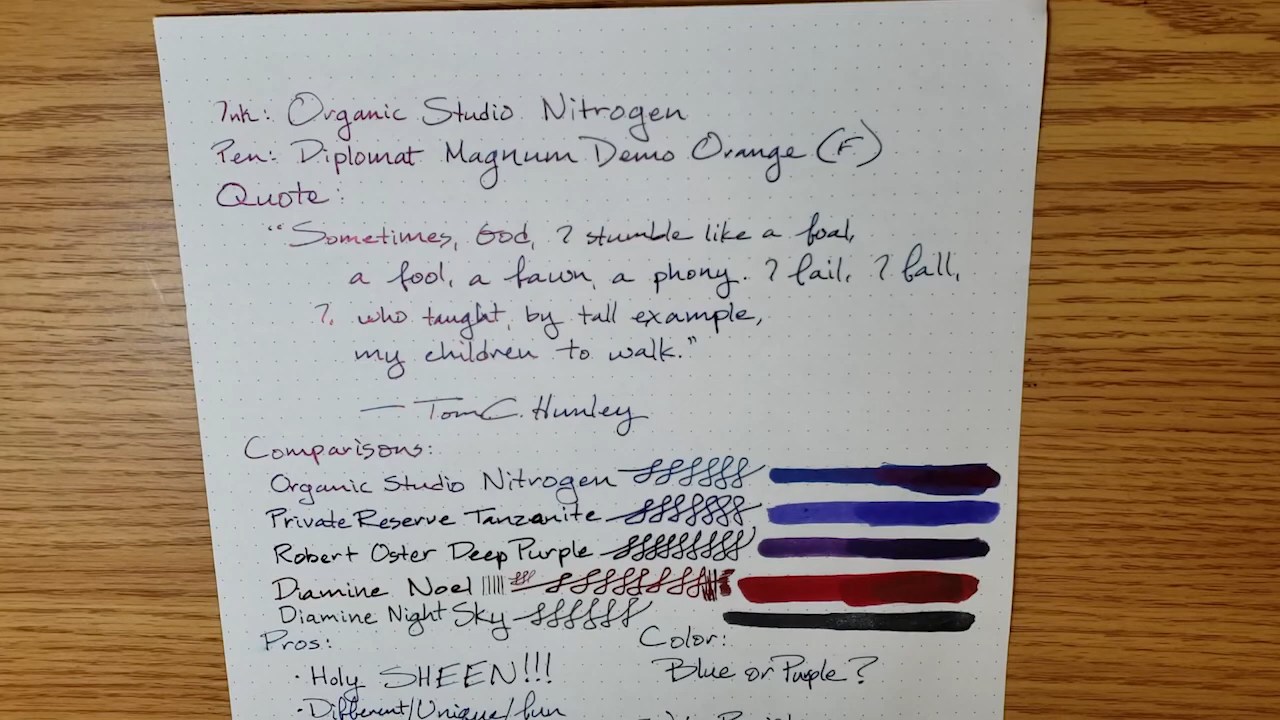 Ink: Organic Studio Nitrogen
Pen: Diplomat Magnum Demo Orange (F)
Quote:
"Sometimes, God, I stumble like a foal,
a fool, a fawn, a phony. I fail, I fall,
I, who taught, by tall example,
my children to walk."
— Tom C. Hunley
Comparisons:
Organic Studio Nitrogen
Private Reserve Tanzanite
Robert Oster Deep Purple
Diamine Noel
Diamine Night Sky
Pros:
· Holy SHEEN!!!
· Different/Unique/fun
Color:
Blue or Purple?